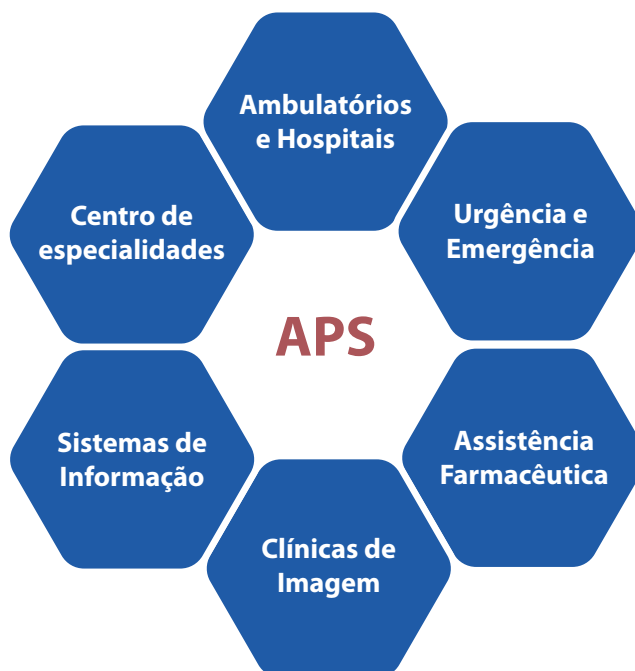 Ambulatórios
e Hospitais
Centro de
especialidades
Urgência e
Emergência
APS
Sistemas de
Informação
Assistência
Farmacêutica
Clínicas de
Imagem